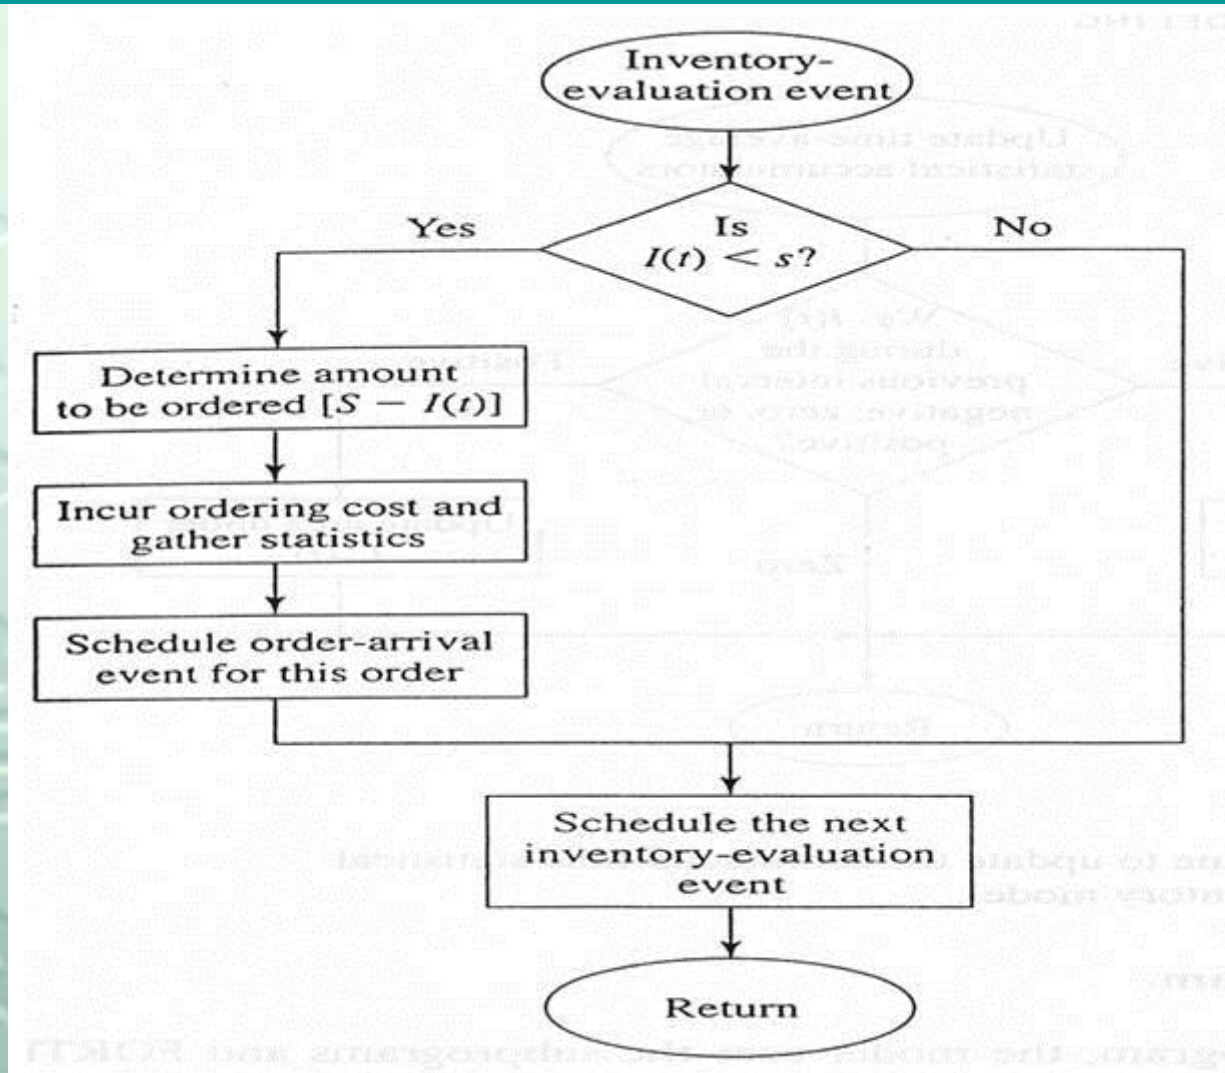 Inventory-
evaluation event
Is
I(t) < s?
Yes
No
Determine amount
to be ordered [S − I(t)]
Incur ordering cost and
gather statistics
Schedule order-arrival
event for this order
Schedule the next
inventory-evaluation
event
Return